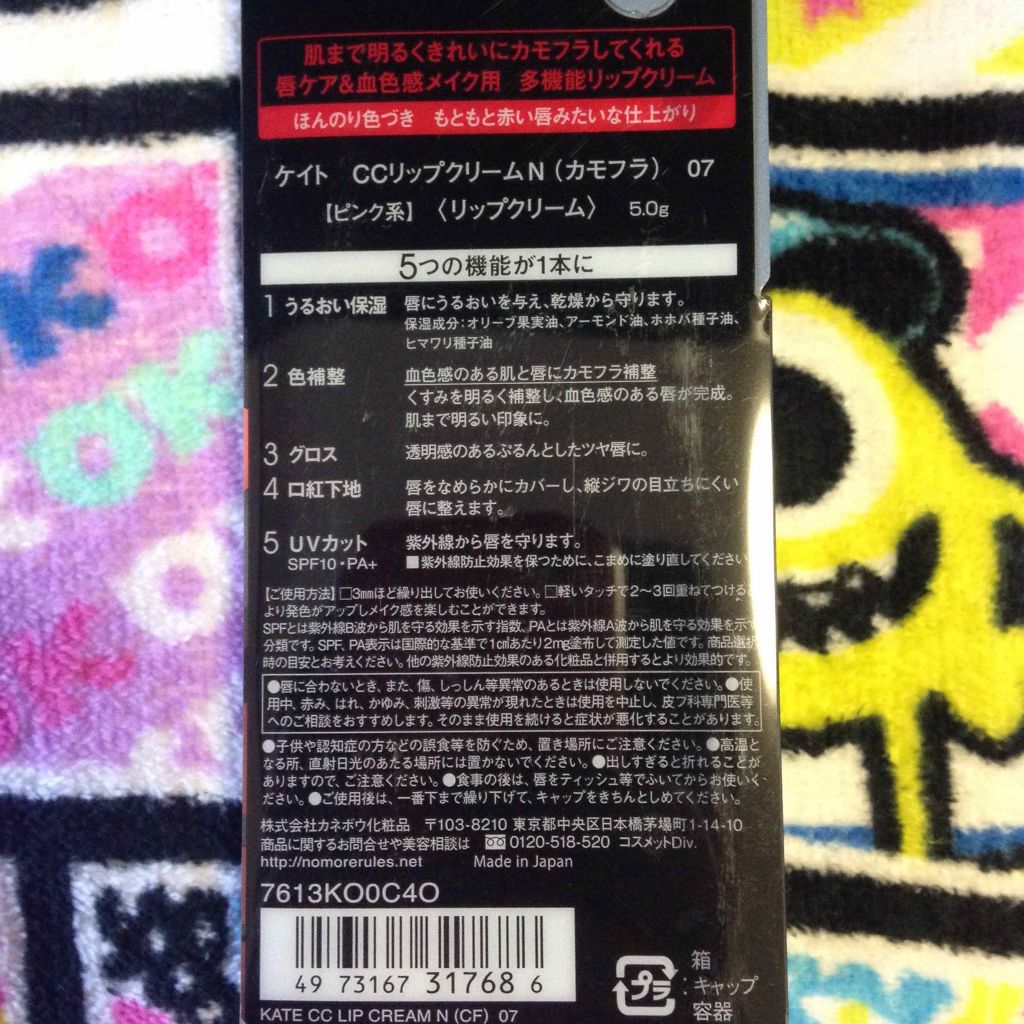 肌まで明るくきれいにカモフラしてくれる
唇ケア&血色感メイク用 多機能リップクリーム
ほんのり色づき もともと赤い唇みたいな仕上がり
ケイト CCリップクリームN(カモフラ) 07
【ピンク系】〈リップクリーム〉 5.0g
5つの機能が1本に
1 うるおい保湿 唇にうるおいを与え、乾燥から守ります。
保湿成分:オリーブ果実油、アーモンド油、ホホバ種子油、
ヒマワリ種子油
2 色補整 血色感のある肌と唇にカモフラ補整
くすみを明るく補整し、血色感のある唇が完成。
肌まで明るい印象に。
3 グロス 透明感のあるぷるんとしたツヤ唇に。
4 口紅下地 唇をなめらかにカバーし、縦ジワの目立ちにくい
唇に整えます。
5 UVカット 紫外線から唇を守ります。
SPF10・PA+ ■紫外線防止効果を保つために、こまめに塗り直してください
【ご使用方法】□3mmほど繰り出してお使いください。□軽いタッチで2〜3回重ねてつけると
より発色がアップしメイク感を楽しむことができます。
SPFとは紫外線B波から肌を守る効果を示す指数、PAとは紫外線A波から肌を守る効果を示す
分類です。SPF、PA表示は国際的な基準で1c㎡あたり2mg塗布して測定した値です。商品選択
時の目安とお考えください。他の紫外線防止効果のある化粧品と併用するとより効果的です。
●唇に合わないとき、また、傷、しっしん等異常のあるときは使用しないでください。●使
用中、赤み、はれ、かゆみ、刺激等の異常が現れたときは使用を中止し、皮フ科専門医等
へのご相談をおすすめします。そのまま使用を続けると症状が悪化することがあります。
●子供や認知症の方などの誤食等を防ぐため、置き場所にご注意ください。●高温と
なる所、直射日光のあたる場所には置かないでください。●出しすぎると折れることが
ありますので、ご注意ください。●食事の後は、唇をティッシュ等でふいてからお使いく
ださい。●ご使用後は、一番下まで繰り下げて、キャップをきちんとしめてください。
株式会社カネボウ化粧品 〒103-8210 東京都中央区日本橋茅場町1-14-10
商品に関するお問合せや美容相談は 0120-518-520 コスメットDiv.
http://nomorerules.net Made in Japan
7613KO0C4O
49 73167 31768 6
プラ
箱
:キャップ
容器
KATE CC LIP CREAM N (CF) 07
OK
OK